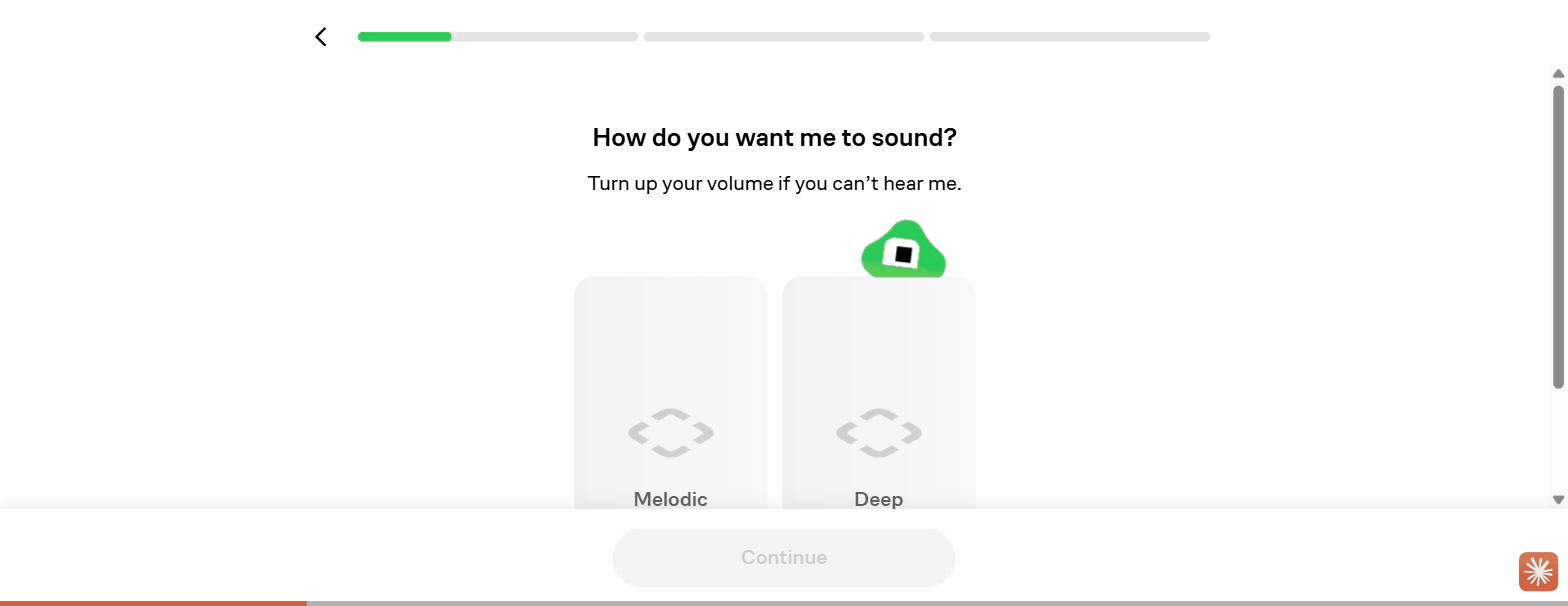 How do you want me to sound?
Turn up your volume if you can’t hear me.
Melodic
Deep
Continue